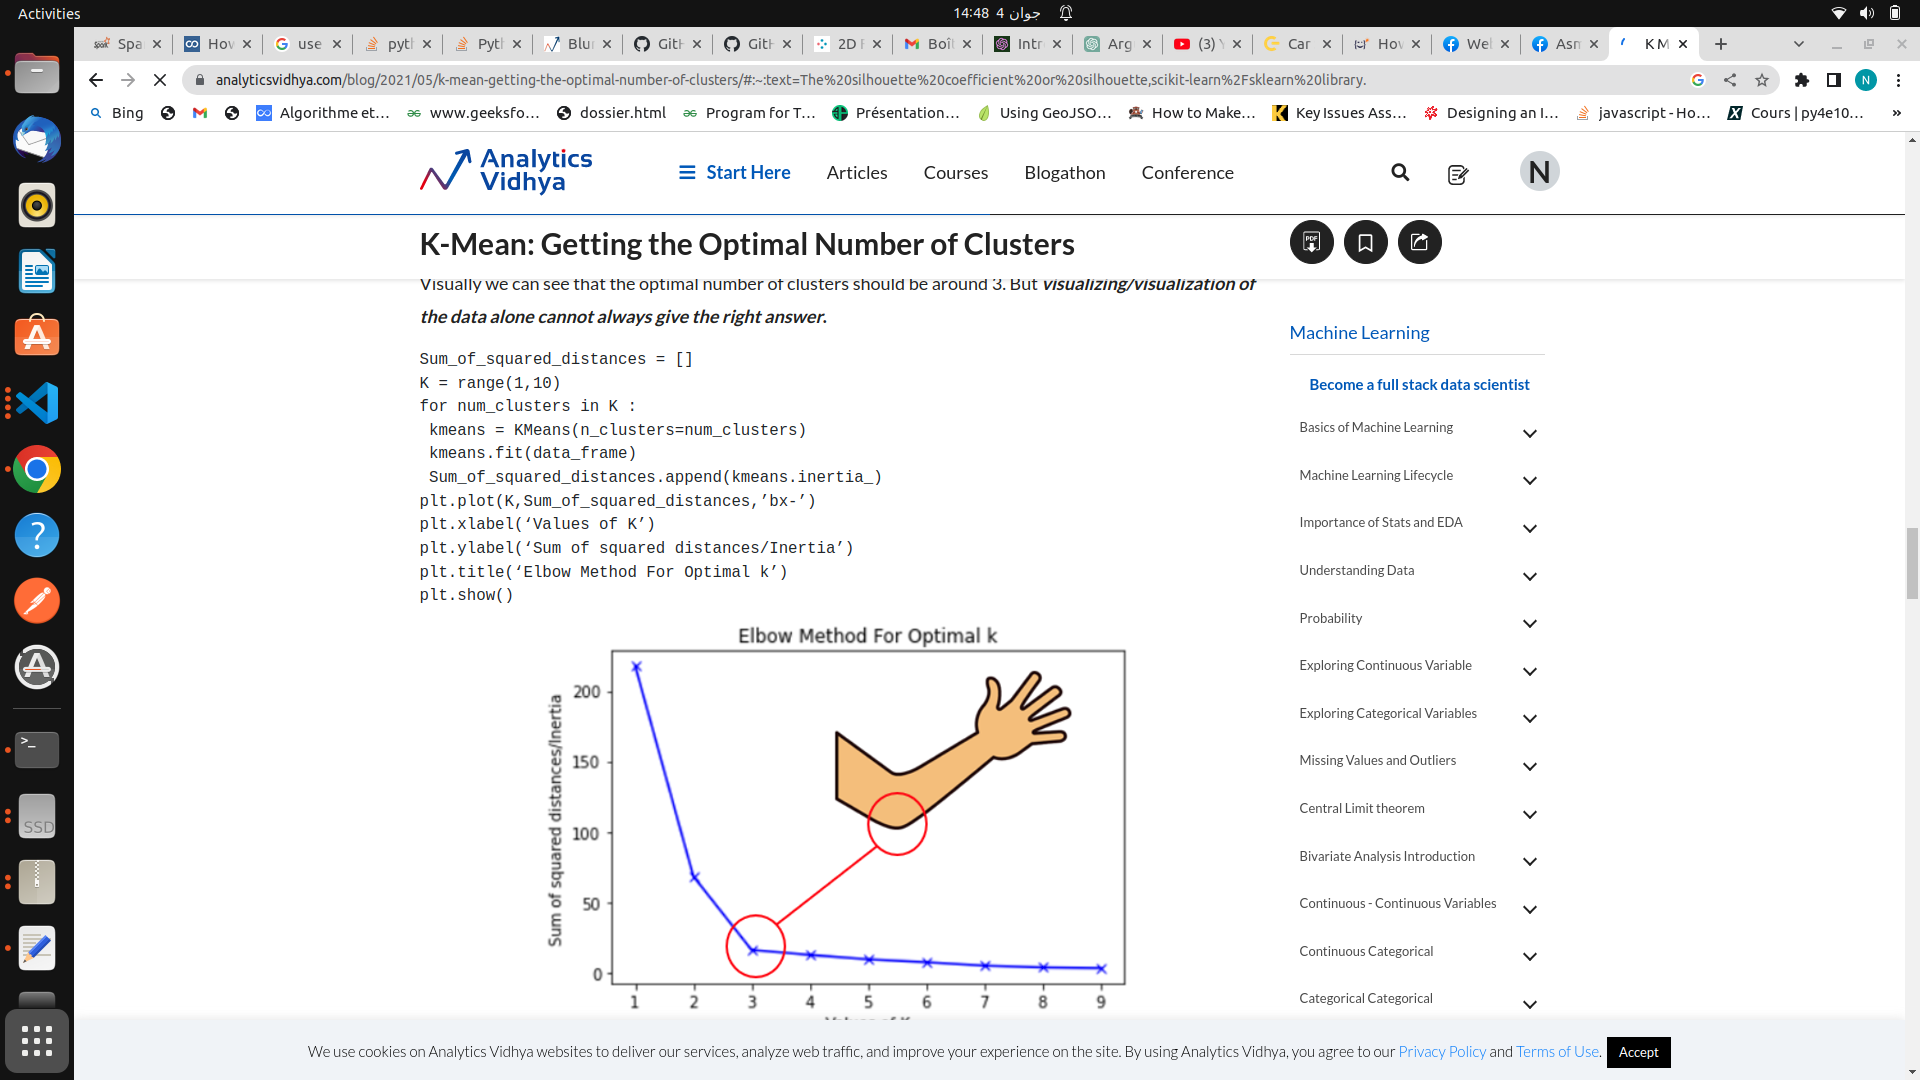 Activities
14:48 4 جوان
Spa
Hov
use
pyth
Pyt
Blu
GitH
GitH
2D F
Boîl
Intr
Arg
(3) Y
Car
Hov
Wel
Asn
K M
analyticsvidhya.com/blog/2021/05/k-mean-getting-the-optimal-number-of-clusters/#:~:text=The%20silhouette%20coefficient%20or%20silhouette,scikit-learn%2Fsklearn%20library.
N
Bing
Algorithme et...
www.geeksfo...
dossier.html
Program for T...
Présentation...
Using GeoJSO...
How to Make...
Key Issues Ass...
Designing an I...
javascript - Ho...
Cours | py4e10...
»
Analytics
Vidhya
Start Here
Articles
Courses
Blogathon
Conference
N
K-Mean: Getting the Optimal Number of Clusters
PDF
Visually we can see that the optimal number of clusters should be around 3. But visualizing/visualization of
the data alone cannot always give the right answer.
Sum_of_squared_distances = []
K = range(1,10)
for num_clusters in K :
 kmeans = KMeans(n_clusters=num_clusters)
 kmeans.fit(data_frame)
 Sum_of_squared_distances.append(kmeans.inertia_)
plt.plot(K,Sum_of_squared_distances,’bx-’)
plt.xlabel(‘Values of K’)
plt.ylabel(‘Sum of squared distances/Inertia’)
plt.title(‘Elbow Method For Optimal k’)
plt.show()
Elbow Method For Optimal k
Sum of squared distances/Inertia
200
150
100
50
0
1 2 3 4 5 6 7 8 9
Values of K
Machine Learning
Become a full stack data scientist
Basics of Machine Learning
Machine Learning Lifecycle
Importance of Stats and EDA
Understanding Data
Probability
Exploring Continuous Variable
Exploring Categorical Variables
Missing Values and Outliers
Central Limit theorem
Bivariate Analysis Introduction
Continuous - Continuous Variables
Continuous Categorical
Categorical Categorical
SSD
We use cookies on Analytics Vidhya websites to deliver our services, analyze web traffic, and improve your experience on the site. By using Analytics Vidhya, you agree to our Privacy Policy and Terms of Use.
Accept